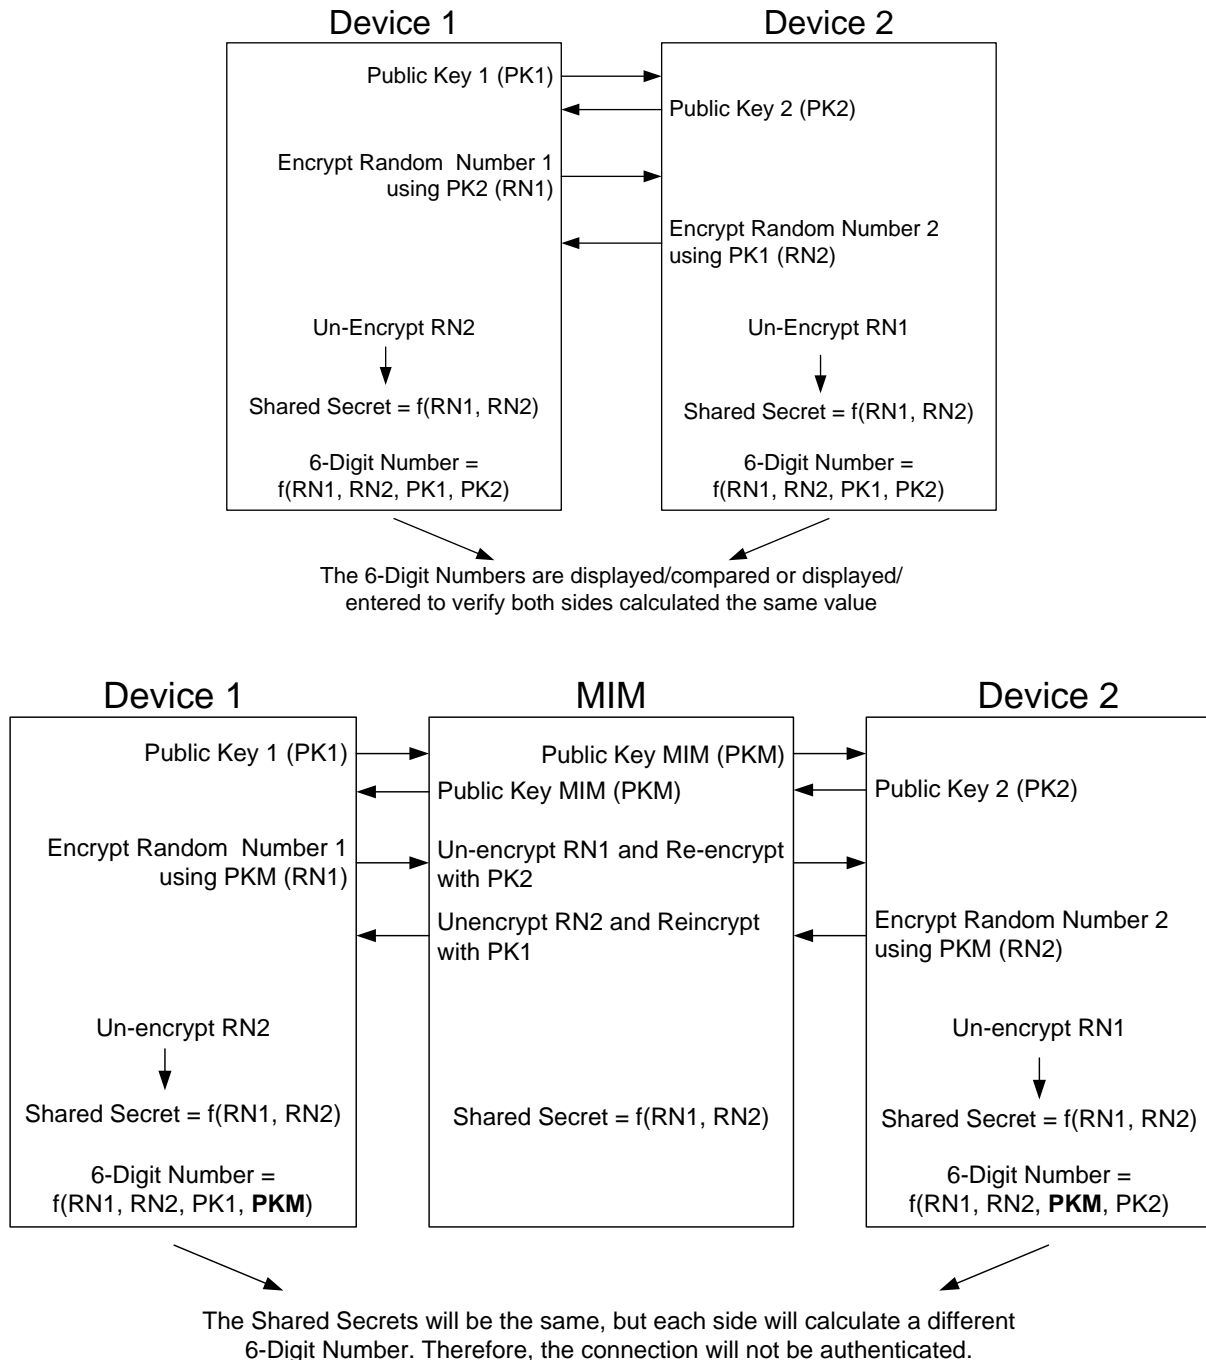 Device 1
Device 2
Public Key 1 (PK1)
Public Key 2 (PK2)
Encrypt Random Number 1
using PK2 (RN1)
Encrypt Random Number 2
using PK1 (RN2)
Un-Encrypt RN2
Un-Encrypt RN1
Shared Secret = f(RN1, RN2)
Shared Secret = f(RN1, RN2)
6-Digit Number =
f(RN1, RN2, PK1, PK2)
6-Digit Number =
f(RN1, RN2, PK1, PK2)
The 6-Digit Numbers are displayed/compared or displayed/
entered to verify both sides calculated the same value
Device 1
MIM
Device 2
Public Key 1 (PK1)
Public Key MIM (PKM)
Public Key MIM (PKM)
Public Key 2 (PK2)
Encrypt Random Number 1
using PKM (RN1)
Un-encrypt RN1 and Re-encrypt
with PK2
Unencrypt RN2 and Reincrypt
with PK1
Encrypt Random Number 2
using PKM (RN2)
Un-encrypt RN2
Un-encrypt RN1
Shared Secret = f(RN1, RN2)
Shared Secret = f(RN1, RN2)
Shared Secret = f(RN1, RN2)
6-Digit Number =
f(RN1, RN2, PK1, PKM)
6-Digit Number =
f(RN1, RN2, PKM, PK2)
The Shared Secrets will be the same, but each side will calculate a different
6-Digit Number. Therefore, the connection will not be authenticated.